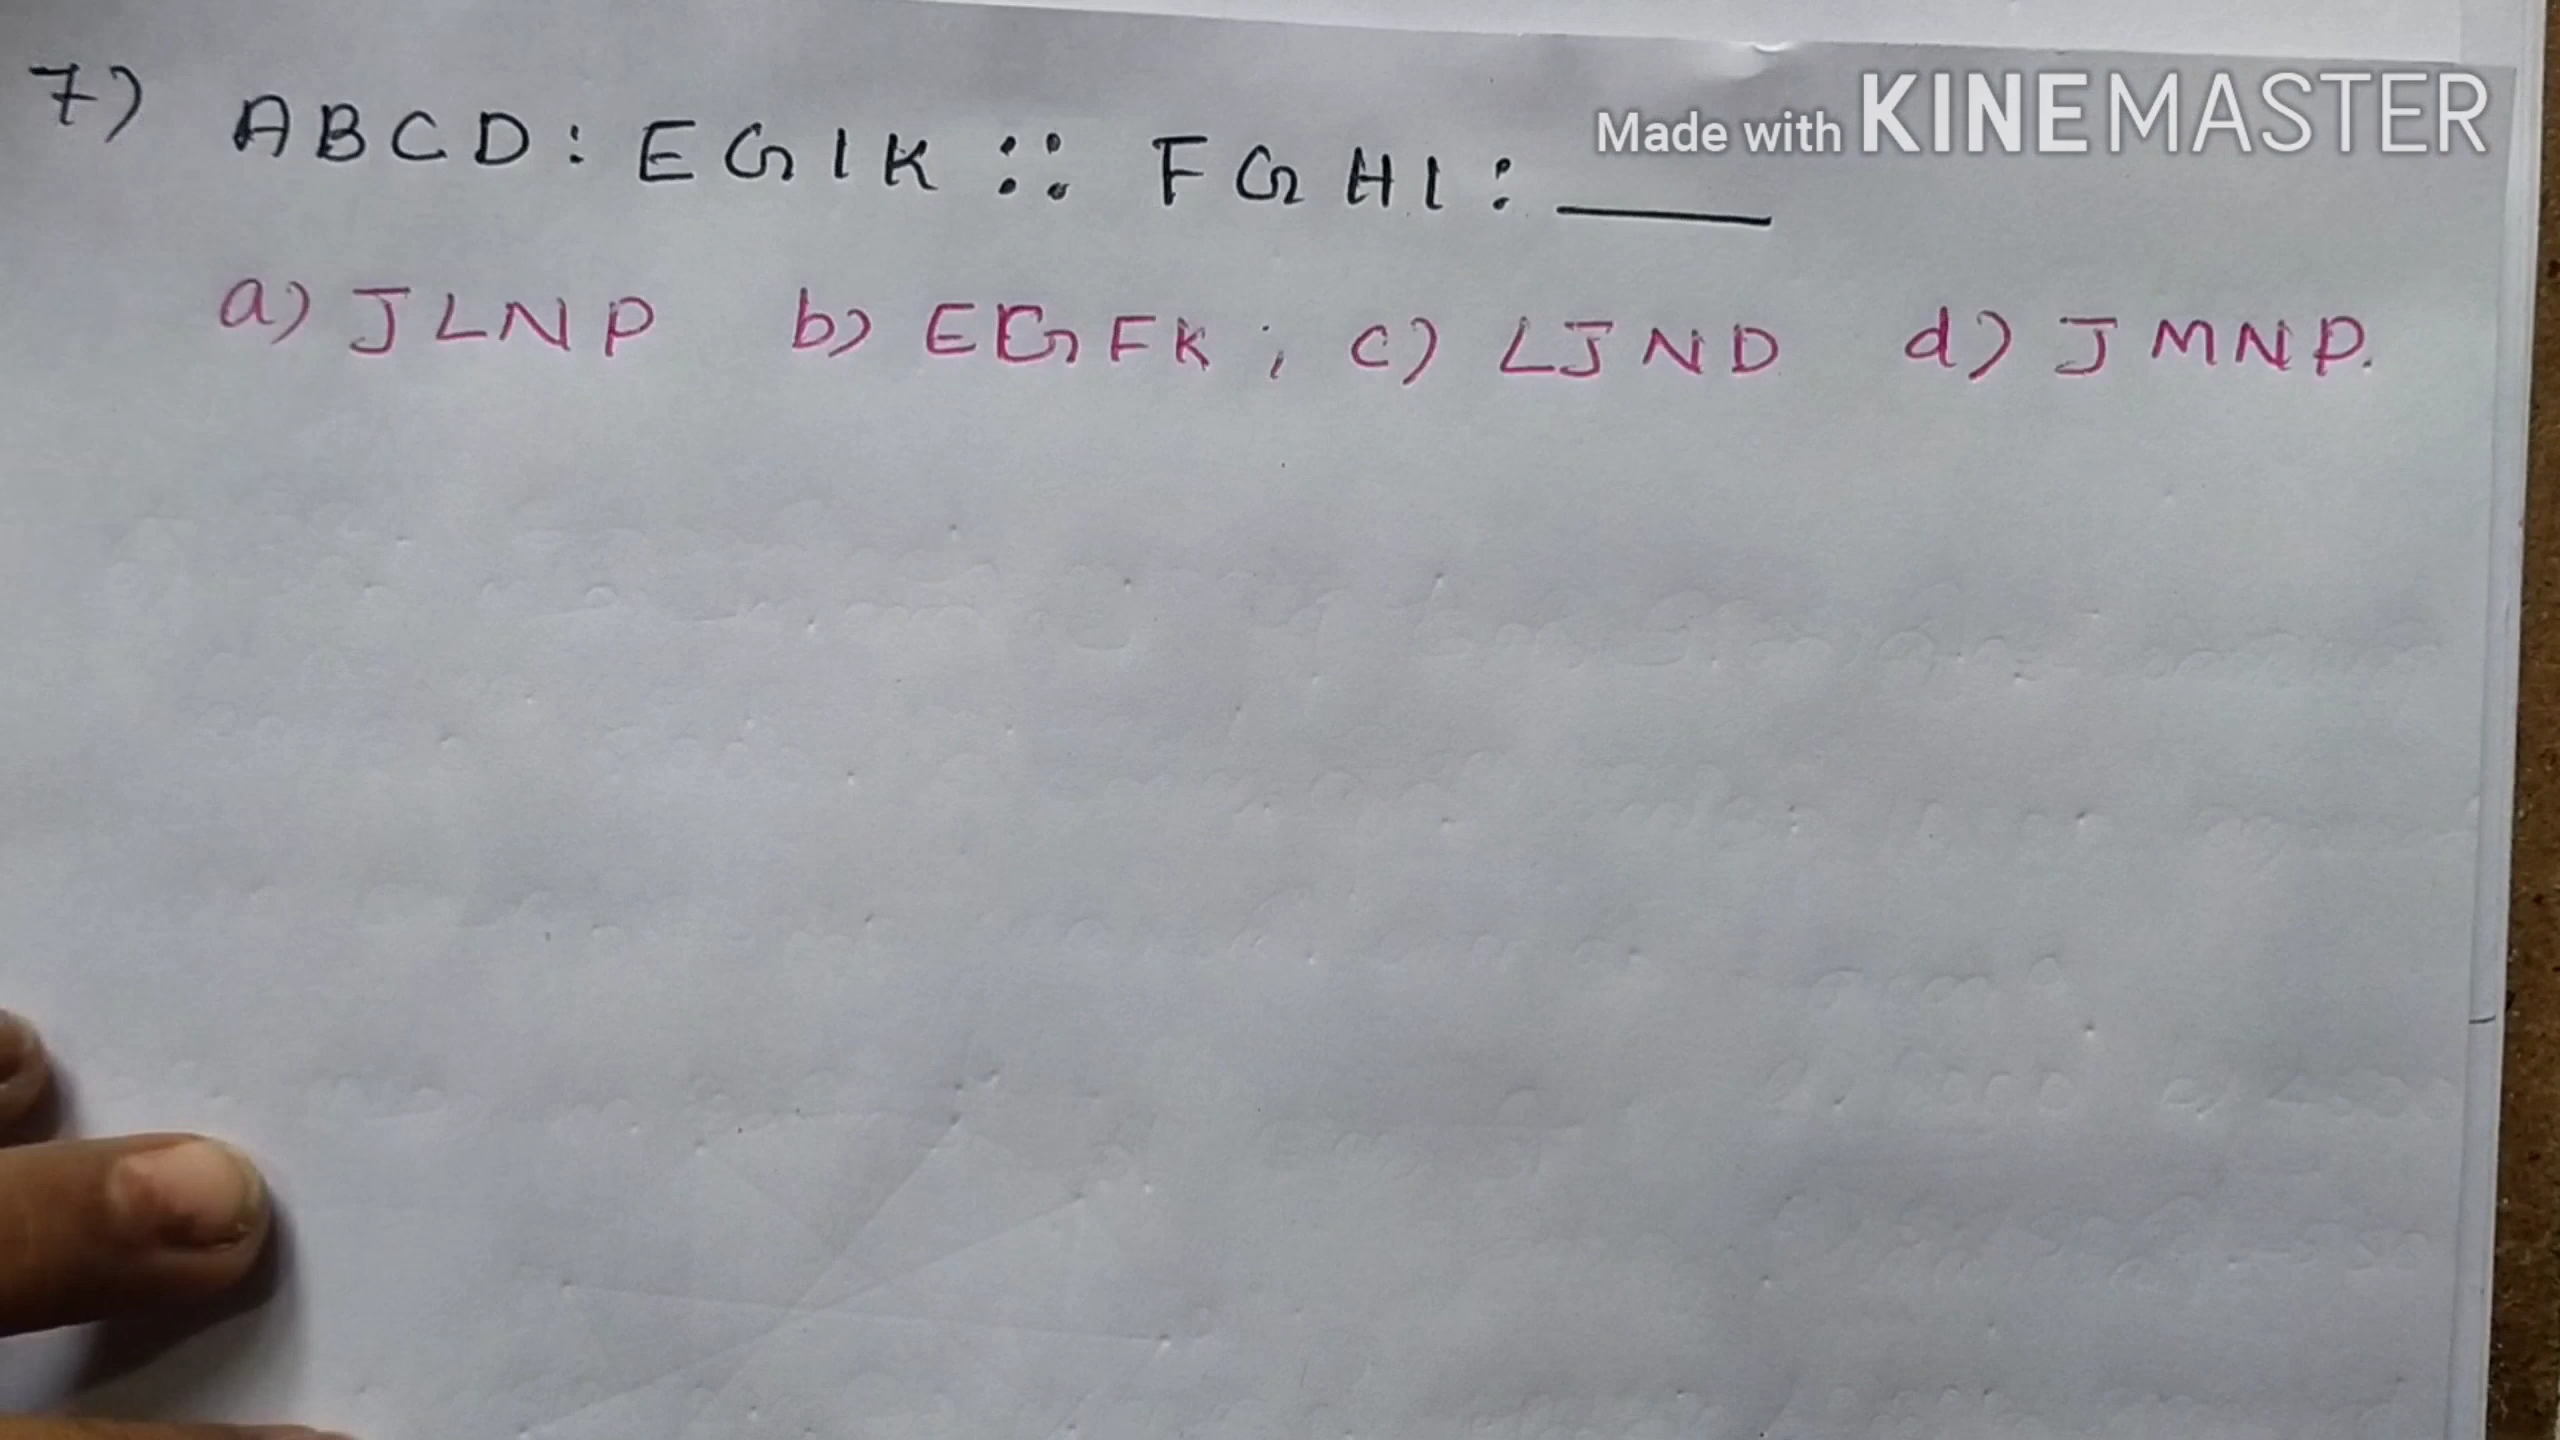 7) ABCD : EGIK :: FGHI : ____
Made with KINEMASTER
a) JLNP b) EGFK ; c) LJND d) JMNP.